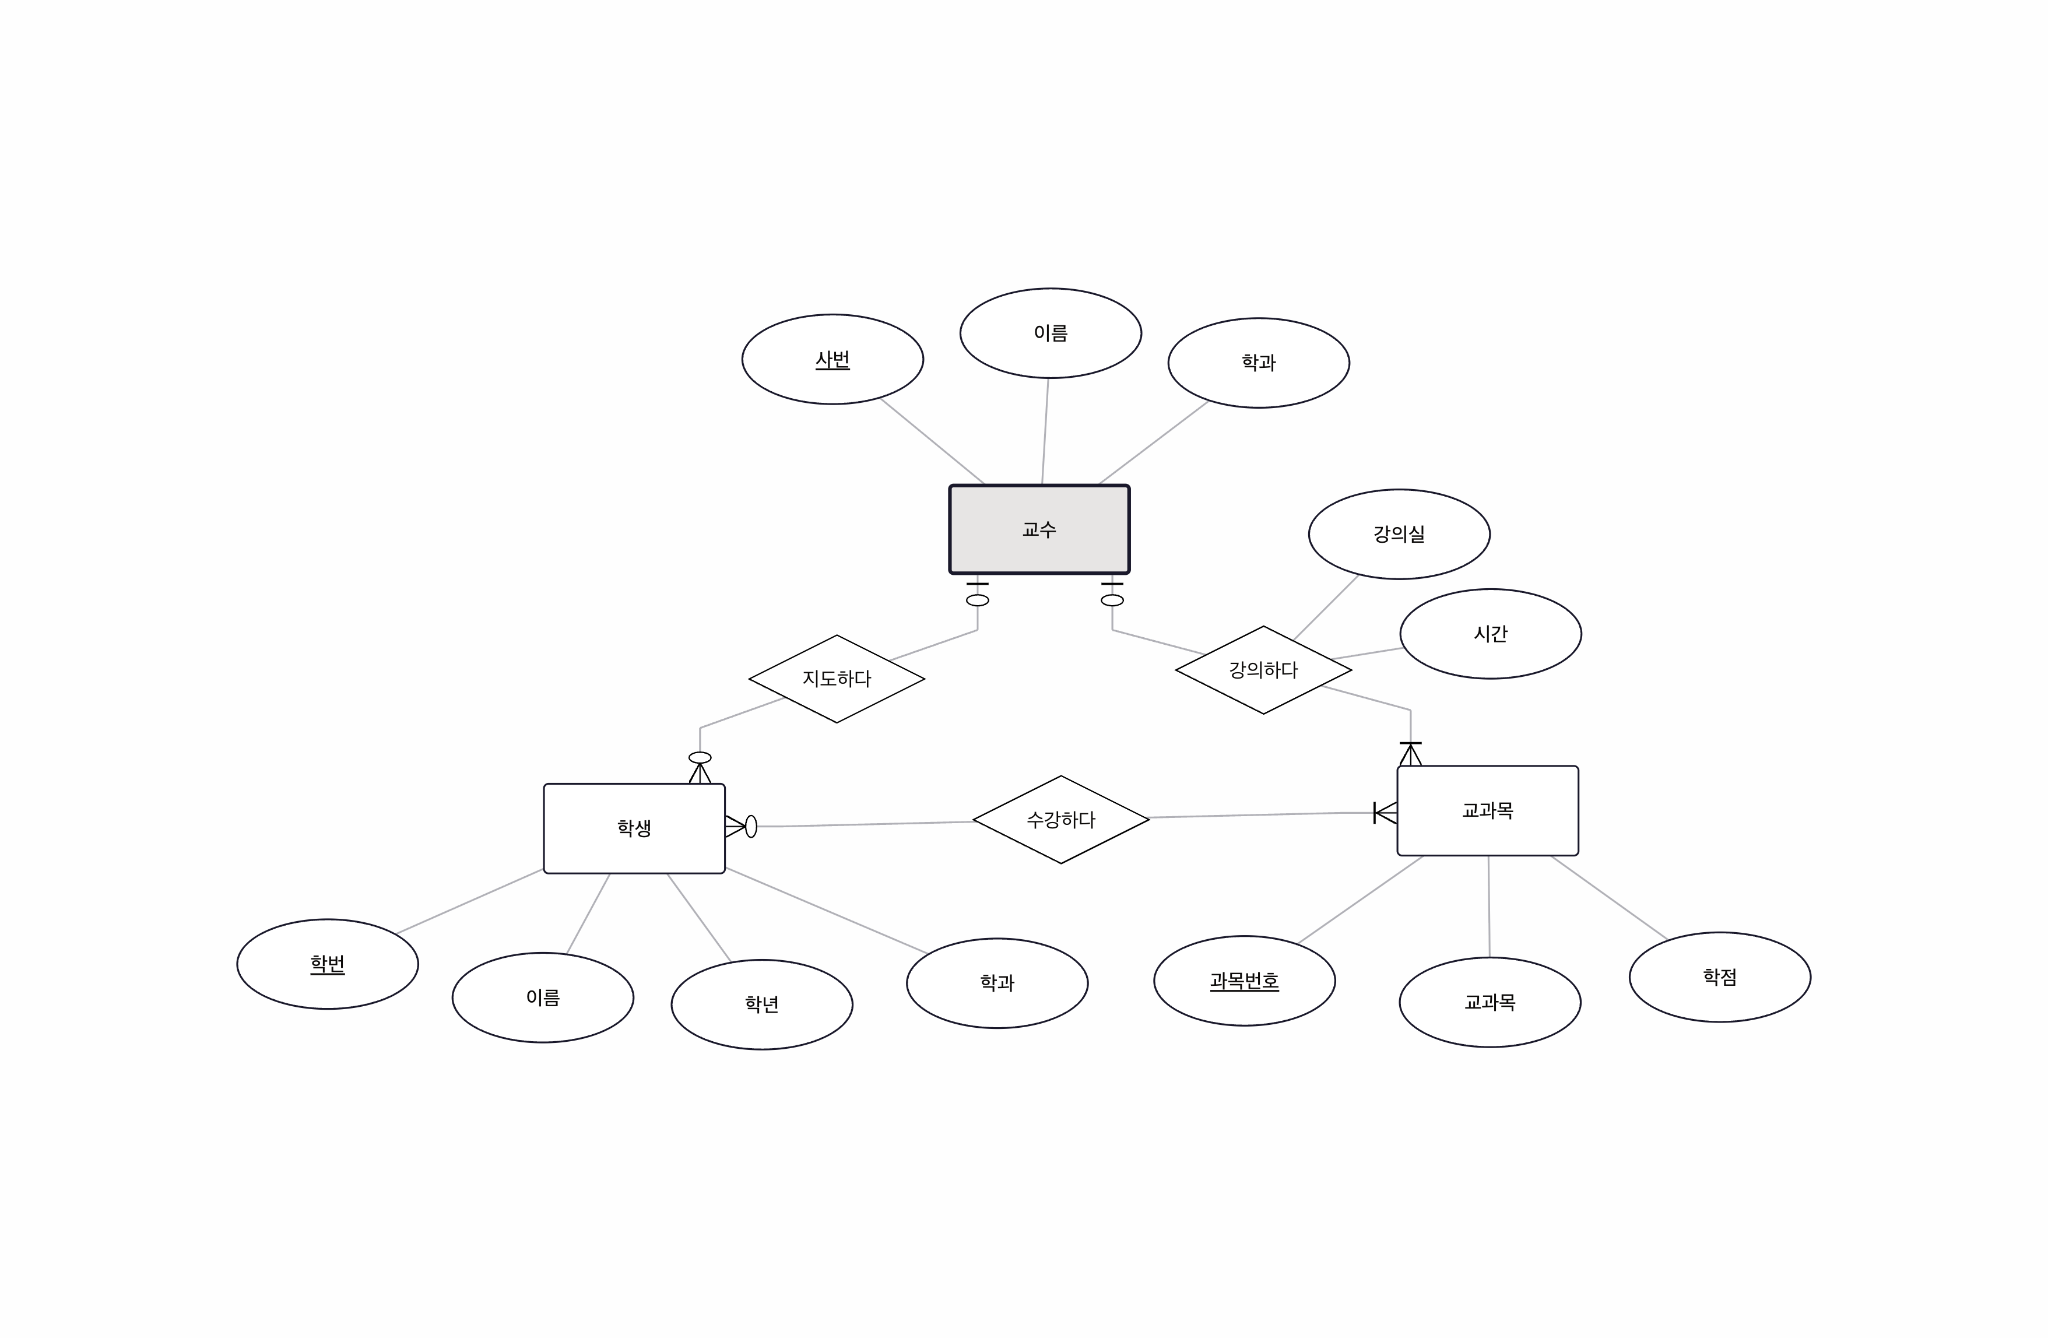 사번
이름
학과
교수
강의실
시간
지도하다
강의하다
학생
수강하다
교과목
학번
이름
학년
학과
과목번호
교과목
학점